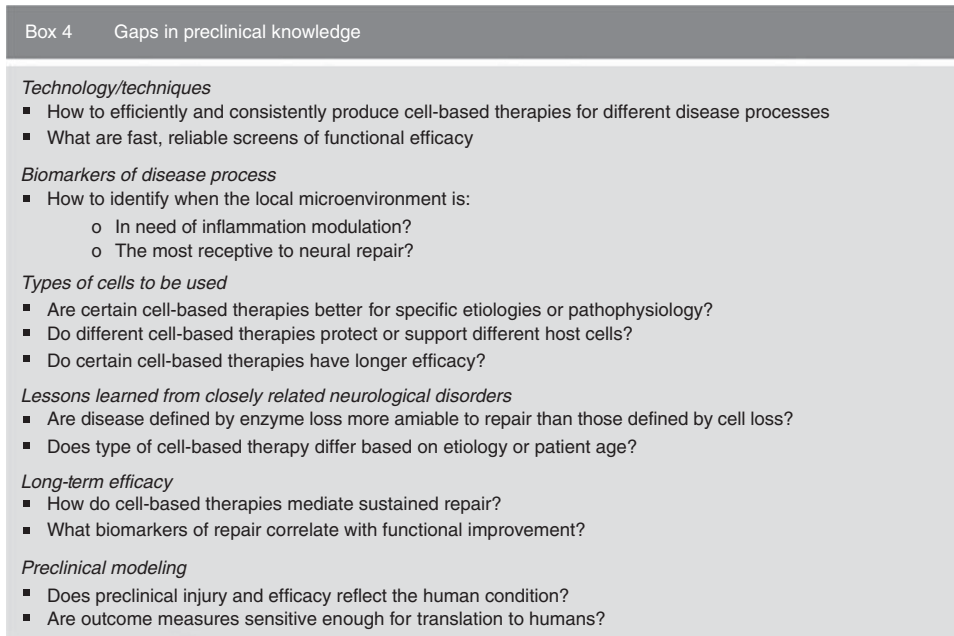 Box 4 Gaps in preclinical knowledge
Technology/techniques
▪ How to efficiently and consistently produce cell-based therapies for different disease processes
▪ What are fast, reliable screens of functional efficacy
Biomarkers of disease process
▪ How to identify when the local microenvironment is:
o In need of inflammation modulation?
o The most receptive to neural repair?
Types of cells to be used
▪ Are certain cell-based therapies better for specific etiologies or pathophysiology?
▪ Do different cell-based therapies protect or support different host cells?
▪ Do certain cell-based therapies have longer efficacy?
Lessons learned from closely related neurological disorders
▪ Are disease defined by enzyme loss more amiable to repair than those defined by cell loss?
▪ Does type of cell-based therapy differ based on etiology or patient age?
Long-term efficacy
▪ How do cell-based therapies mediate sustained repair?
▪ What biomarkers of repair correlate with functional improvement?
Preclinical modeling
▪ Does preclinical injury and efficacy reflect the human condition?
▪ Are outcome measures sensitive enough for translation to humans?